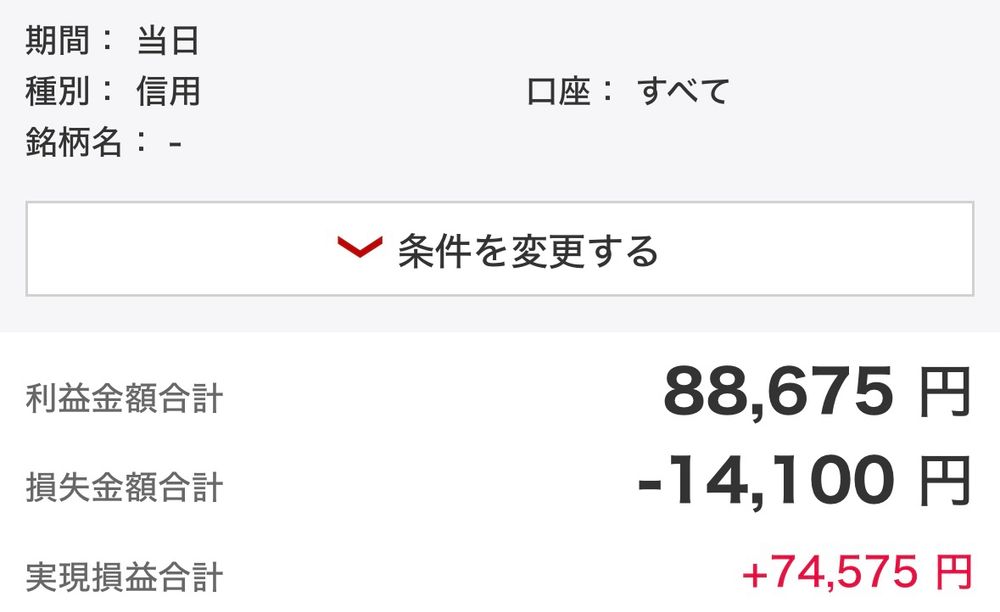 期間： 当日
種別： 信用 口座： すべて
銘柄名： -
条件を変更する
利益金額合計 88,675 円
損失金額合計 -14,100 円
実現損益合計 +74,575 円